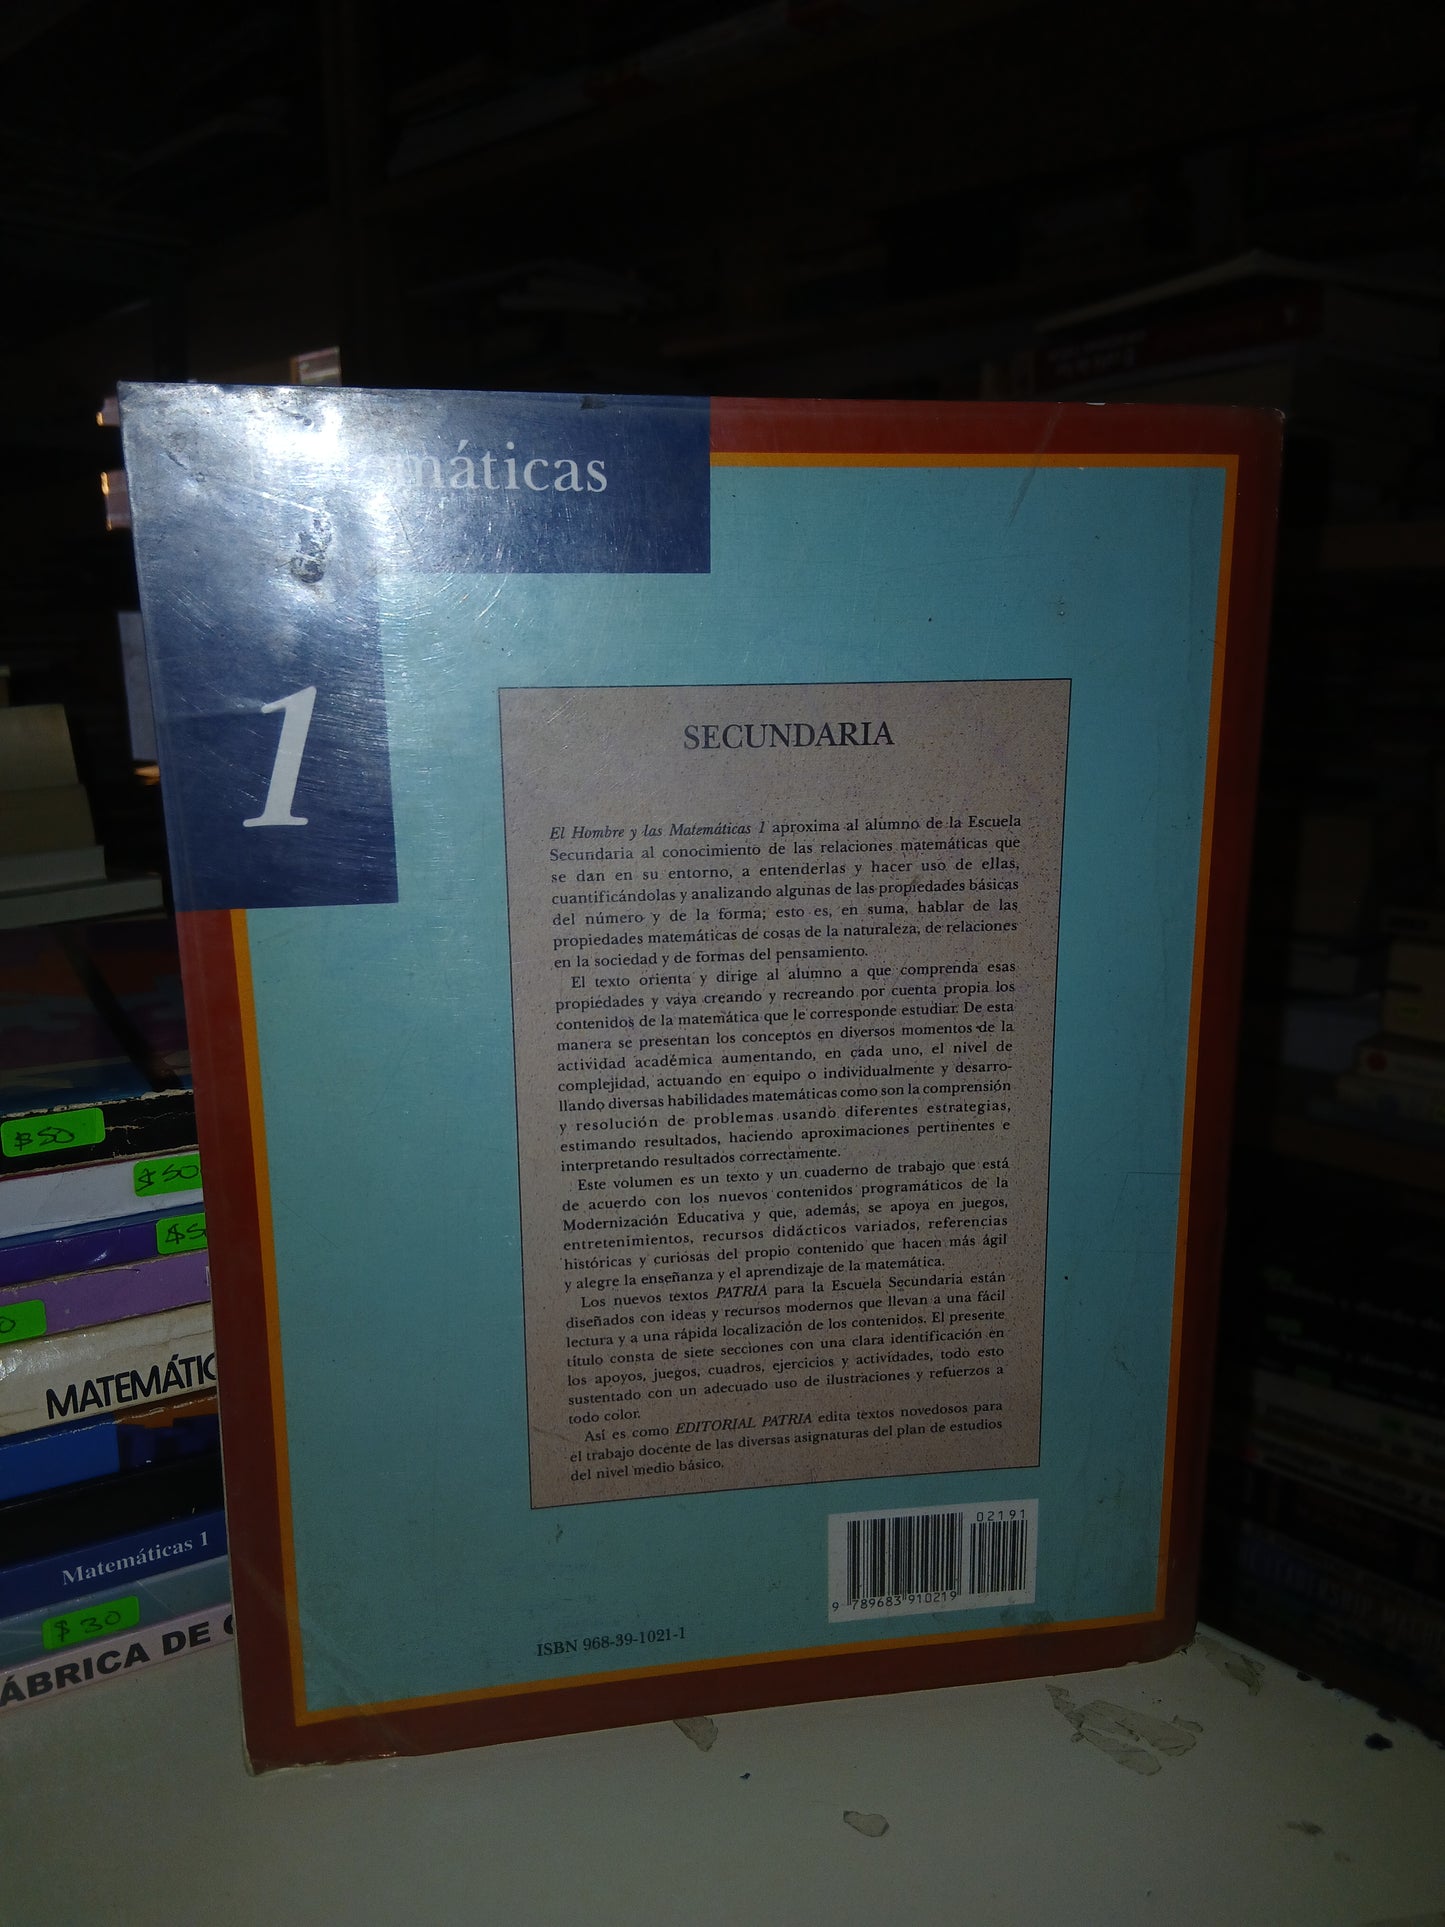 máticas
1
SECUNDARIA
El Hombre y las Matemáticas 1 aproxima al alumno de la Escuela
Secundaria al conocimiento de las relaciones matemáticas que
se dan en su entorno, a entenderlas y hacer uso de ellas,
cuantificándolas y analizando algunas de las propiedades básicas
del número y de la forma; esto es, en suma, hablar de las
propiedades matemáticas de cosas de la naturaleza, de relaciones
en la sociedad y de formas del pensamiento.
El texto orienta y dirige al alumno a que comprenda esas
propiedades y vaya creando y recreando por cuenta propia los
contenidos de la matemática que le corresponde estudiar. De esta
manera se presentan los conceptos en diversos momentos de la
actividad académica aumentando, en cada uno, el nivel de
complejidad, actuando en equipo o individualmente y desarro-
llando diversas habilidades matemáticas como son la comprensión
y resolución de problemas usando diferentes estrategias,
estimando resultados, haciendo aproximaciones pertinentes e
interpretando resultados correctamente.
Este volumen es un texto y un cuaderno de trabajo que está
de acuerdo con los nuevos contenidos programáticos de la
Modernización Educativa y que, además, se apoya en juegos,
entretenimientos, recursos didácticos variados, referencias
históricas y curiosas del propio contenido que hacen más ágil
y alegre la enseñanza y el aprendizaje de la matemática.
Los nuevos textos PATRIA para la Escuela Secundaria están
diseñados con ideas y recursos modernos que llevan a una fácil
lectura y a una rápida localización de los contenidos. El presente
título consta de siete secciones con una clara identificación en
los apoyos, juegos, cuadros, ejercicios y actividades, todo esto
sustentado con un adecuado uso de ilustraciones y refuerzos a
todo color.
Así es como EDITORIAL PATRIA edita textos novedosos para
el trabajo docente de las diversas asignaturas del plan de estudios
del nivel medio básico.
02191
9 789683 910219
ISBN 968-39-1021-1
$50
$50
MATEMÁTIC
Matemáticas 1
$30
ÁBRICA DE